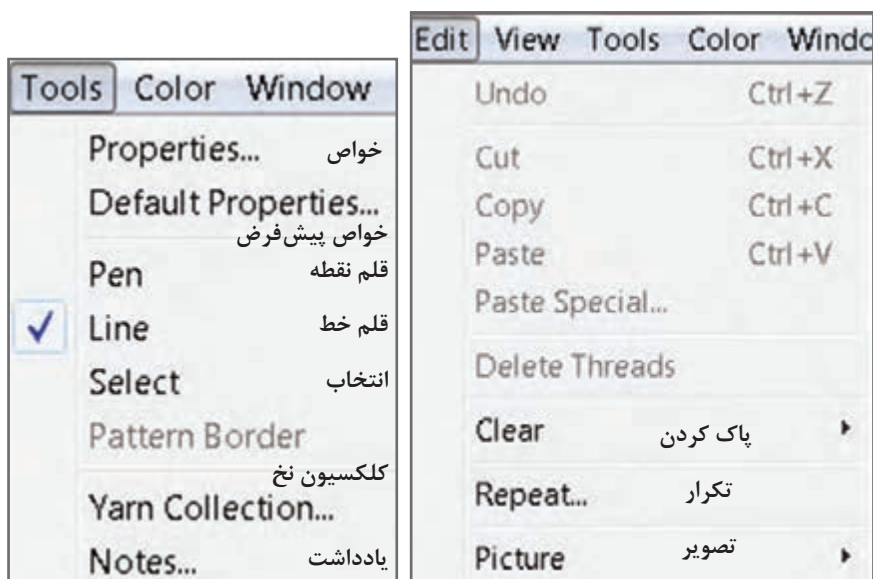 Tools Color Window
Properties... خواص
Default Properties...
خواص پیش‌فرض
Pen قلم نقطه
Line قلم خط
Select انتخاب
Pattern Border
کلکسیون نخ
Yarn Collection...
Notes... یادداشت
Edit View Tools Color Windo
Undo Ctrl+Z
Cut Ctrl+X
Copy Ctrl+C
Paste Ctrl+V
Paste Special...
Delete Threads
Clear پاک کردن
Repeat... تکرار
Picture تصویر